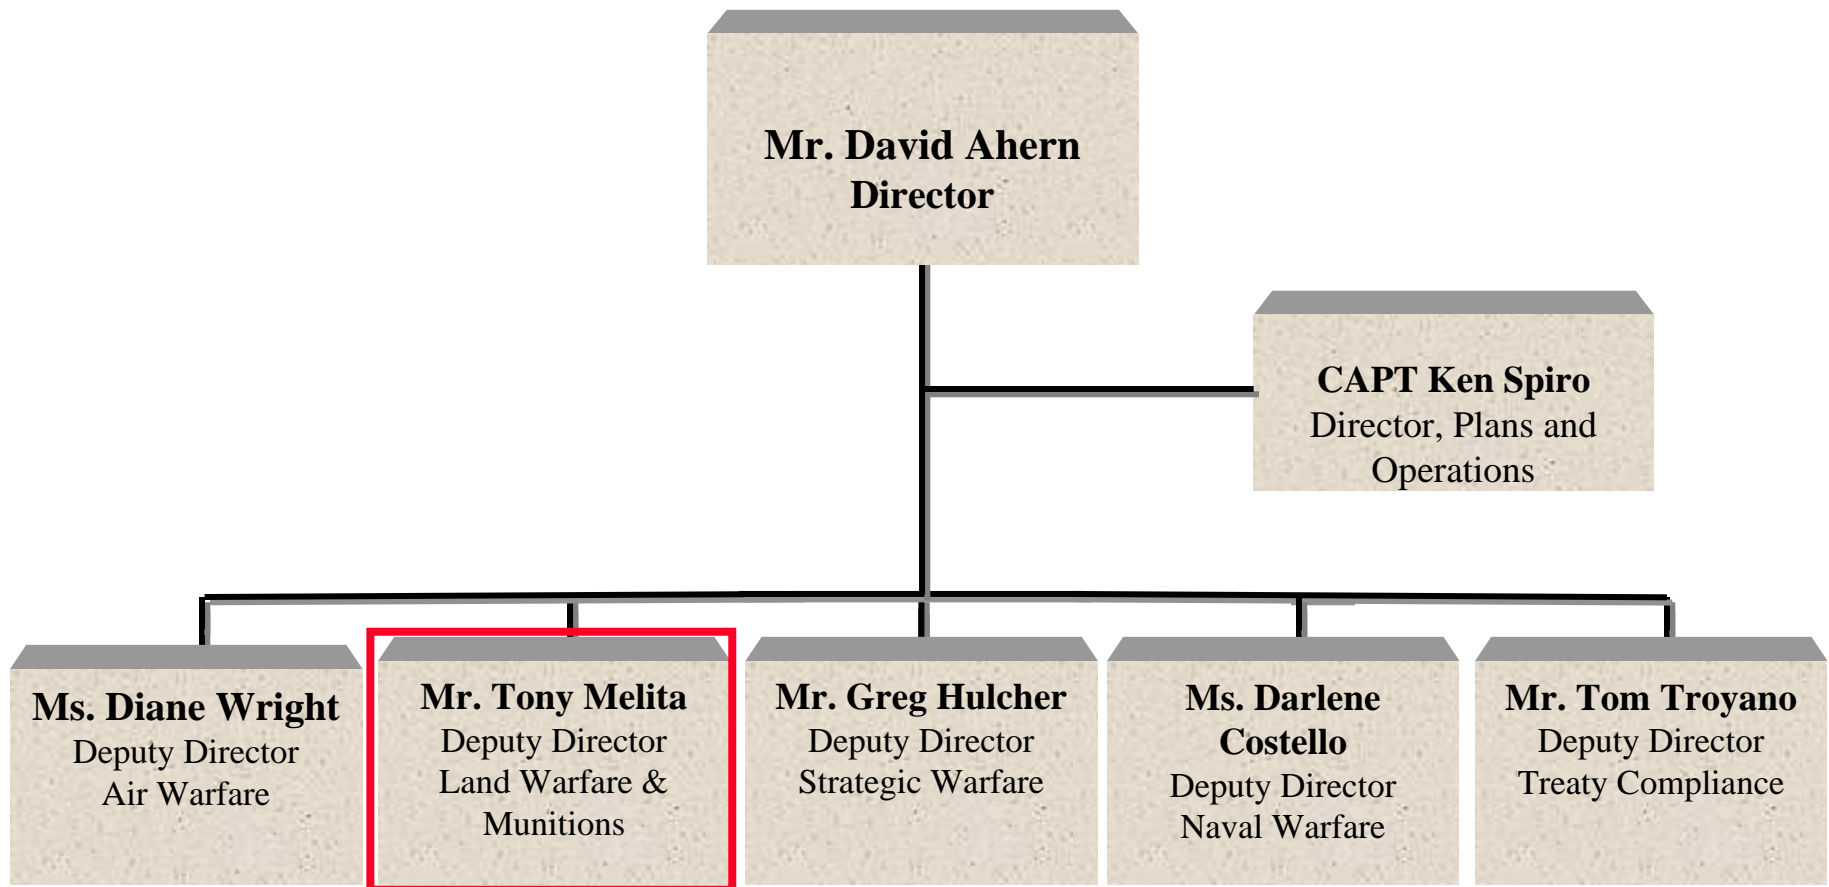 Mr. David Ahern
Director
CAPT Ken Spiro
Director, Plans and
Operations
Ms. Diane Wright
Deputy Director
Air Warfare
Mr. Tony Melita
Deputy Director
Land Warfare &
Munitions
Mr. Greg Hulcher
Deputy Director
Strategic Warfare
Ms. Darlene
Costello
Deputy Director
Naval Warfare
Mr. Tom Troyano
Deputy Director
Treaty Compliance